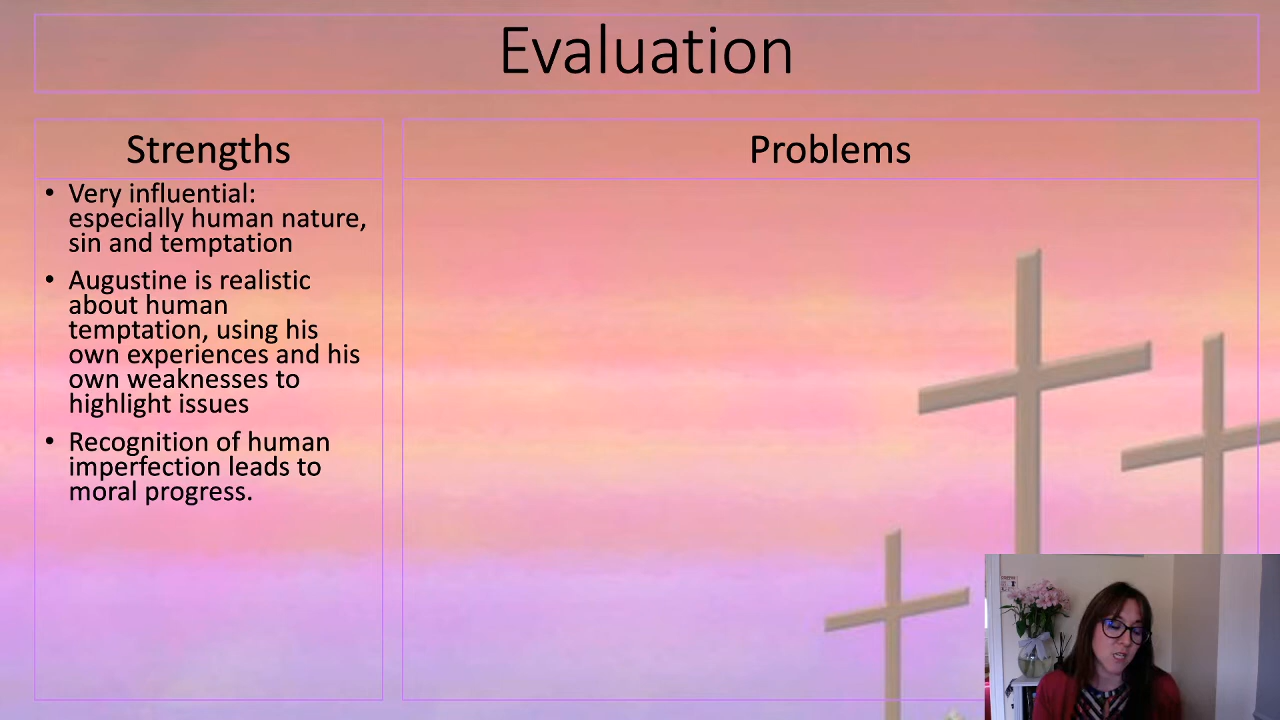 Evaluation
Strengths
• Very influential:
especially human nature,
sin and temptation
• Augustine is realistic
about human
temptation, using his
own experiences and his
own weaknesses to
highlight issues
• Recognition of human
imperfection leads to
moral progress.
Problems